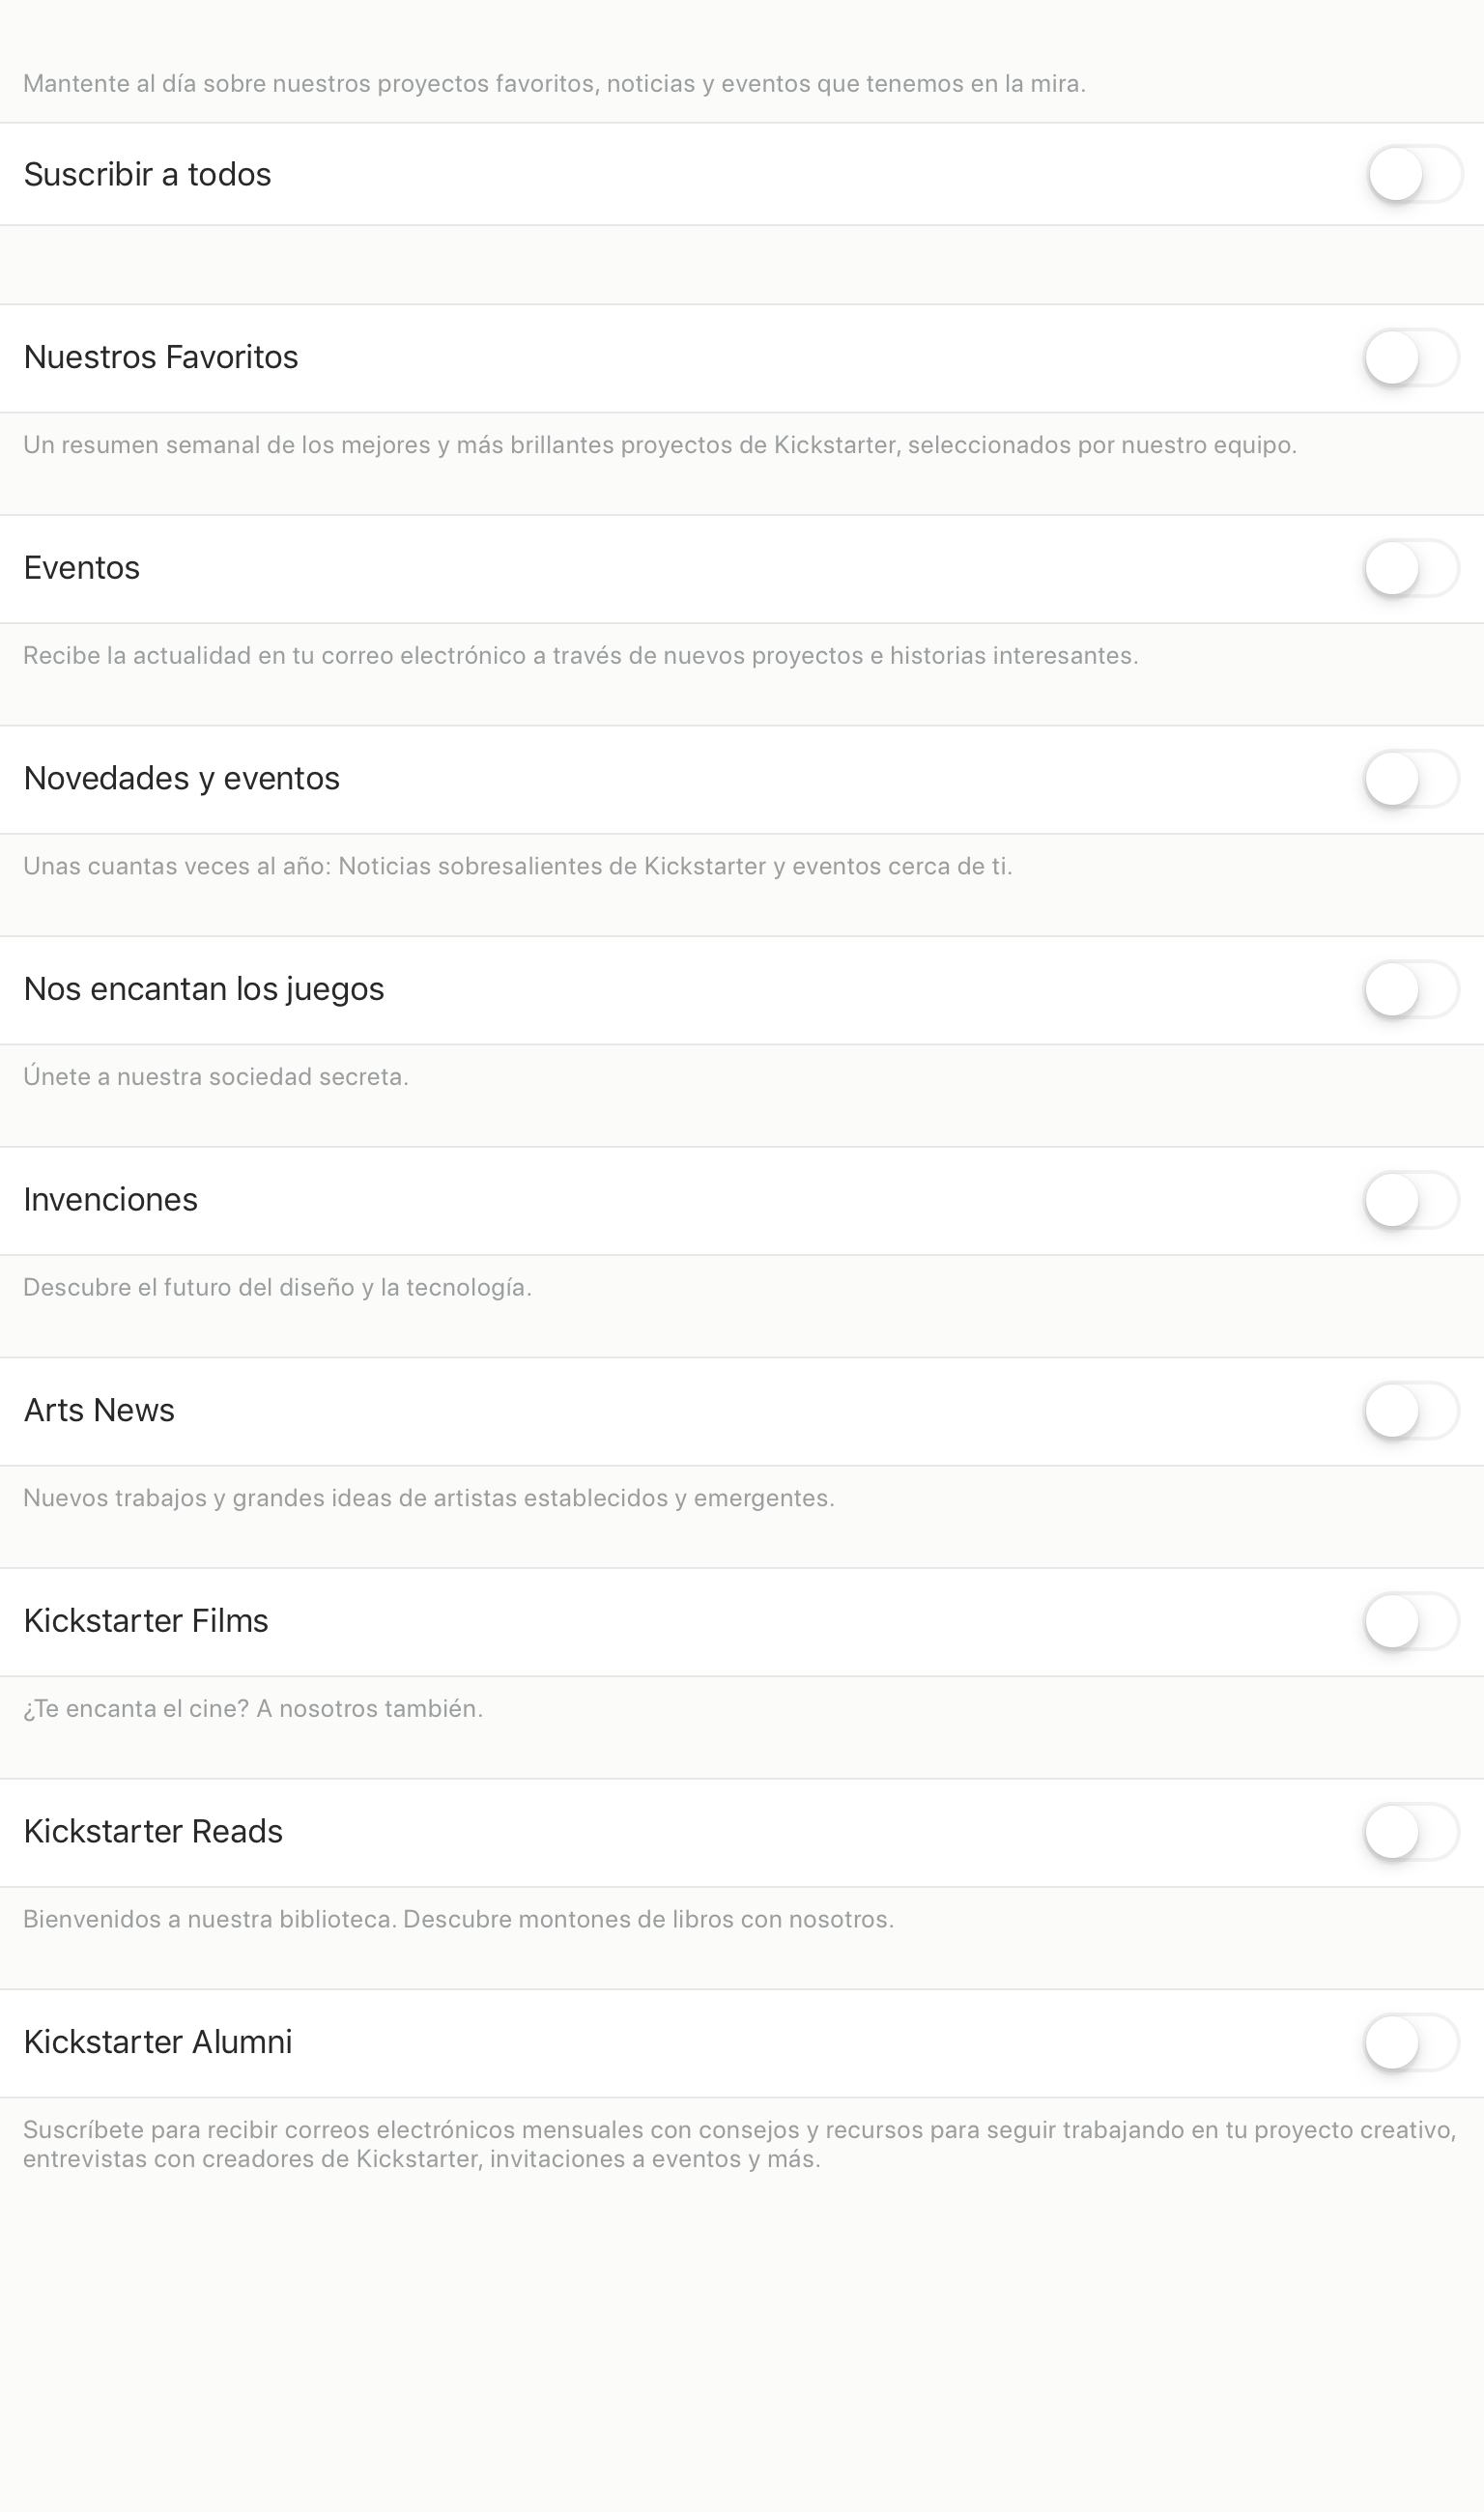 Mantente al día sobre nuestros proyectos favoritos, noticias y eventos que tenemos en la mira.
Suscribir a todos
Nuestros Favoritos
Un resumen semanal de los mejores y más brillantes proyectos de Kickstarter, seleccionados por nuestro equipo.
Eventos
Recibe la actualidad en tu correo electrónico a través de nuevos proyectos e historias interesantes.
Novedades y eventos
Unas cuantas veces al año: Noticias sobresalientes de Kickstarter y eventos cerca de ti.
Nos encantan los juegos
Únete a nuestra sociedad secreta.
Invenciones
Descubre el futuro del diseño y la tecnología.
Arts News
Nuevos trabajos y grandes ideas de artistas establecidos y emergentes.
Kickstarter Films
¿Te encanta el cine? A nosotros también.
Kickstarter Reads
Bienvenidos a nuestra biblioteca. Descubre montones de libros con nosotros.
Kickstarter Alumni
Suscríbete para recibir correos electrónicos mensuales con consejos y recursos para seguir trabajando en tu proyecto creativo,
entrevistas con creadores de Kickstarter, invitaciones a eventos y más.